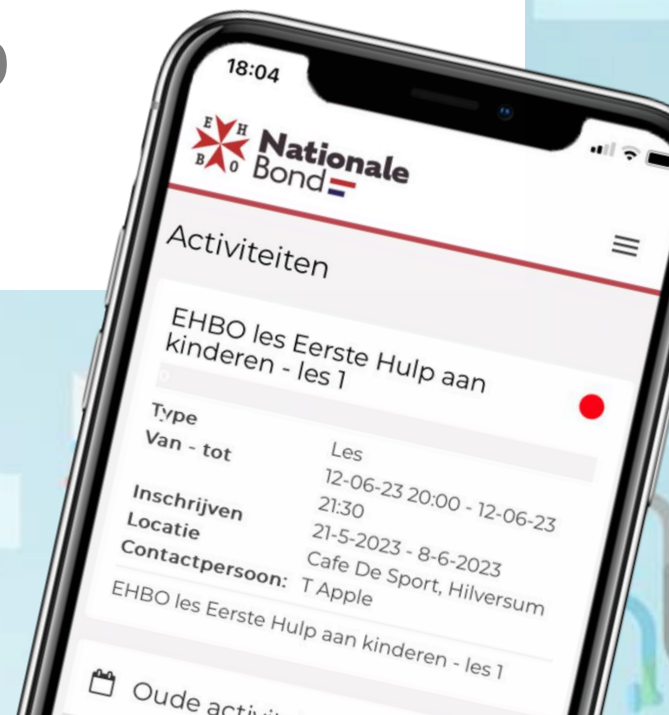 18:04
E H
B O
Nationale
Bond
Activiteiten
EHBO les Eerste Hulp aan
kinderen - les 1
0
Type Les
Van - tot 12-06-23 20:00 - 12-06-23
21:30
Inschrijven 21-5-2023 - 8-6-2023
Locatie Cafe De Sport, Hilversum
Contactpersoon: T Apple
EHBO les Eerste Hulp aan kinderen - les 1
Oude